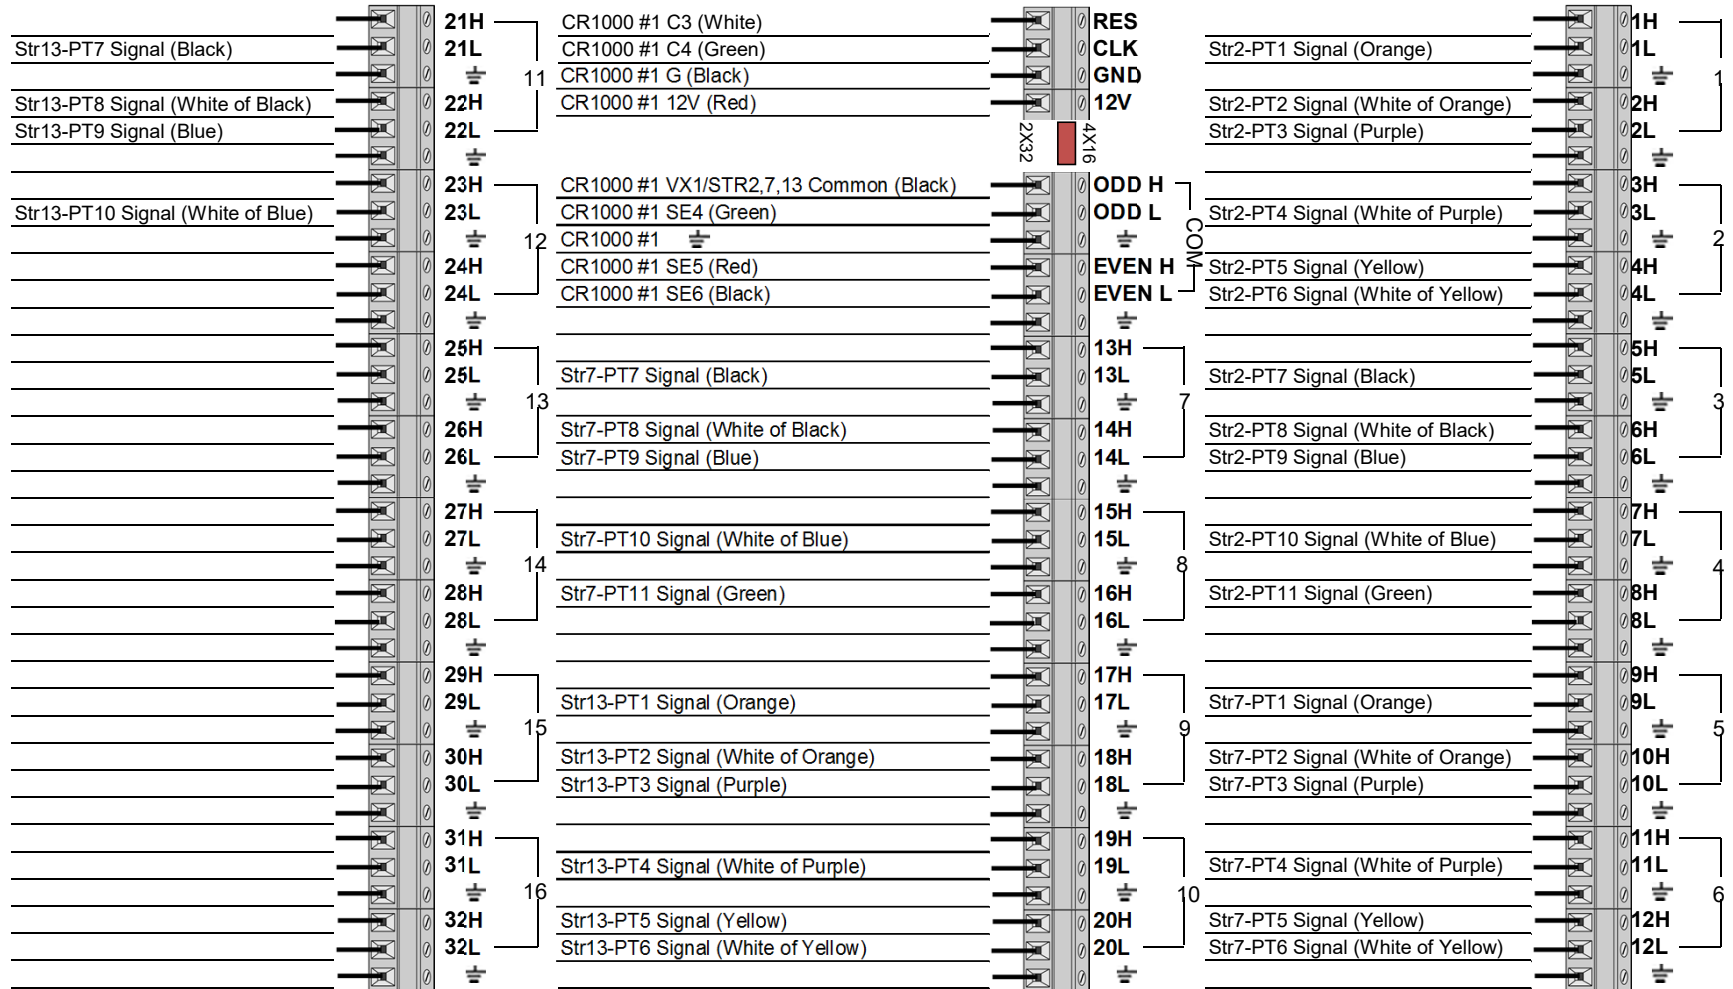 21H
Str13-PT7 Signal (Black) 21L
11
Str13-PT8 Signal (White of Black) 22H
Str13-PT9 Signal (Blue) 22L
23H
Str13-PT10 Signal (White of Blue) 23L
12
24H
24L
25H
25L
13
26H
26L
27H
27L
14
28H
28L
29H
29L
15
30H
30L
31H
31L
16
32H
32L
CR1000 #1 C3 (White) RES
CR1000 #1 C4 (Green) CLK
CR1000 #1 G (Black) GND
CR1000 #1 12V (Red) 12V
2X32
4X16
CR1000 #1 VX1/STR2,7,13 Common (Black) ODD H
CR1000 #1 SE4 (Green) ODD L
CR1000 #1
COM
CR1000 #1 SE5 (Red) EVEN H
CR1000 #1 SE6 (Black) EVEN L
13H
Str7-PT7 Signal (Black) 13L
7
Str7-PT8 Signal (White of Black) 14H
Str7-PT9 Signal (Blue) 14L
15H
Str7-PT10 Signal (White of Blue) 15L
8
Str7-PT11 Signal (Green) 16H
16L
17H
Str13-PT1 Signal (Orange) 17L
9
Str13-PT2 Signal (White of Orange) 18H
Str13-PT3 Signal (Purple) 18L
19H
Str13-PT4 Signal (White of Purple) 19L
10
Str13-PT5 Signal (Yellow) 20H
Str13-PT6 Signal (White of Yellow) 20L
1H
Str2-PT1 Signal (Orange) 1L
1
Str2-PT2 Signal (White of Orange) 2H
Str2-PT3 Signal (Purple) 2L
3H
Str2-PT4 Signal (White of Purple) 3L
2
Str2-PT5 Signal (Yellow) 4H
Str2-PT6 Signal (White of Yellow) 4L
5H
Str2-PT7 Signal (Black) 5L
3
Str2-PT8 Signal (White of Black) 6H
Str2-PT9 Signal (Blue) 6L
7H
Str2-PT10 Signal (White of Blue) 7L
4
Str2-PT11 Signal (Green) 8H
8L
9H
Str7-PT1 Signal (Orange) 9L
5
Str7-PT2 Signal (White of Orange) 10H
Str7-PT3 Signal (Purple) 10L
11H
Str7-PT4 Signal (White of Purple) 11L
6
Str7-PT5 Signal (Yellow) 12H
Str7-PT6 Signal (White of Yellow) 12L